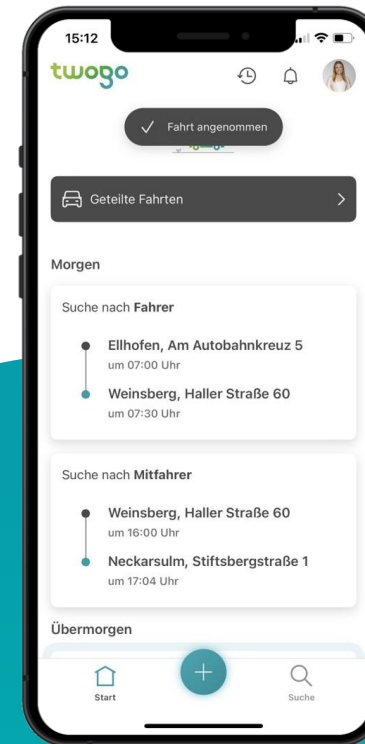 15:12
twogo
Fahrt angenommen
Geteilte Fahrten
Morgen
Suche nach Fahrer
Ellhofen, Am Autobahnkreuz 5
um 07:00 Uhr
Weinsberg, Haller Straße 60
um 07:30 Uhr
Suche nach Mitfahrer
Weinsberg, Haller Straße 60
um 16:00 Uhr
Neckarsulm, Stiftsbergstraße 1
um 17:04 Uhr
Übermorgen
Start
Suche